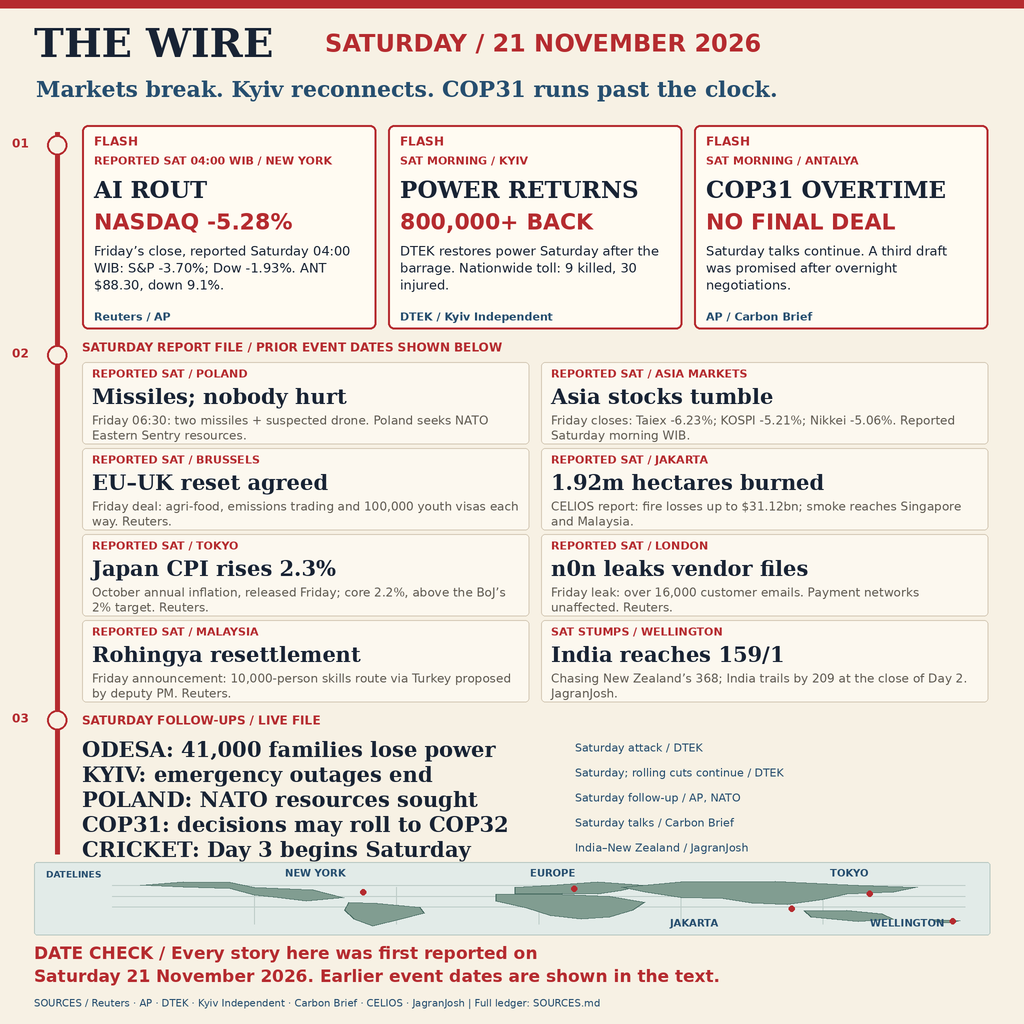 THE WIRE
SATURDAY / 21 NOVEMBER 2026
Markets break. Kyiv reconnects. COP31 runs past the clock.
01
FLASH
REPORTED SAT 04:00 WIB / NEW YORK
AI ROUT
NASDAQ -5.28%
Friday’s close, reported Saturday 04:00
WIB: S&P -3.70%; Dow -1.93%. ANT
$88.30, down 9.1%.
Reuters / AP
FLASH
SAT MORNING / KYIV
POWER RETURNS
800,000+ BACK
DTEK restores power Saturday after the
barrage. Nationwide toll: 9 killed, 30
injured.
DTEK / Kyiv Independent
FLASH
SAT MORNING / ANTALYA
COP31 OVERTIME
NO FINAL DEAL
Saturday talks continue. A third draft
was promised after overnight
negotiations.
AP / Carbon Brief
02
SATURDAY REPORT FILE / PRIOR EVENT DATES SHOWN BELOW
REPORTED SAT / POLAND
Missiles; nobody hurt
Friday 06:30: two missiles + suspected drone. Poland seeks NATO
Eastern Sentry resources.
REPORTED SAT / ASIA MARKETS
Asia stocks tumble
Friday closes: Taiex -6.23%; KOSPI -5.21%; Nikkei -5.06%. Reported
Saturday morning WIB.
REPORTED SAT / BRUSSELS
EU–UK reset agreed
Friday deal: agri-food, emissions trading and 100,000 youth visas each
way. Reuters.
REPORTED SAT / JAKARTA
1.92m hectares burned
CELIOS report: fire losses up to $31.12bn; smoke reaches Singapore
and Malaysia.
REPORTED SAT / TOKYO
Japan CPI rises 2.3%
October annual inflation, released Friday; core 2.2%, above the BoJ’s
2% target. Reuters.
REPORTED SAT / LONDON
n0n leaks vendor files
Friday leak: over 16,000 customer emails. Payment networks
unaffected. Reuters.
REPORTED SAT / MALAYSIA
Rohingya resettlement
Friday announcement: 10,000-person skills route via Turkey proposed
by deputy PM. Reuters.
SAT STUMPS / WELLINGTON
India reaches 159/1
Chasing New Zealand’s 368; India trails by 209 at the close of Day 2.
JagranJosh.
03
SATURDAY FOLLOW-UPS / LIVE FILE
ODESA: 41,000 families lose power
Saturday attack / DTEK
KYIV: emergency outages end
Saturday; rolling cuts continue / DTEK
POLAND: NATO resources sought
Saturday follow-up / AP, NATO
COP31: decisions may roll to COP32
Saturday talks / Carbon Brief
CRICKET: Day 3 begins Saturday
India–New Zealand / JagranJosh
DATELINES
NEW YORK
EUROPE
TOKYO
JAKARTA
WELLINGTON
DATE CHECK / Every story here was first reported on
Saturday 21 November 2026. Earlier event dates are shown in the text.
SOURCES / Reuters · AP · DTEK · Kyiv Independent · Carbon Brief · CELIOS · JagranJosh | Full ledger: SOURCES.md